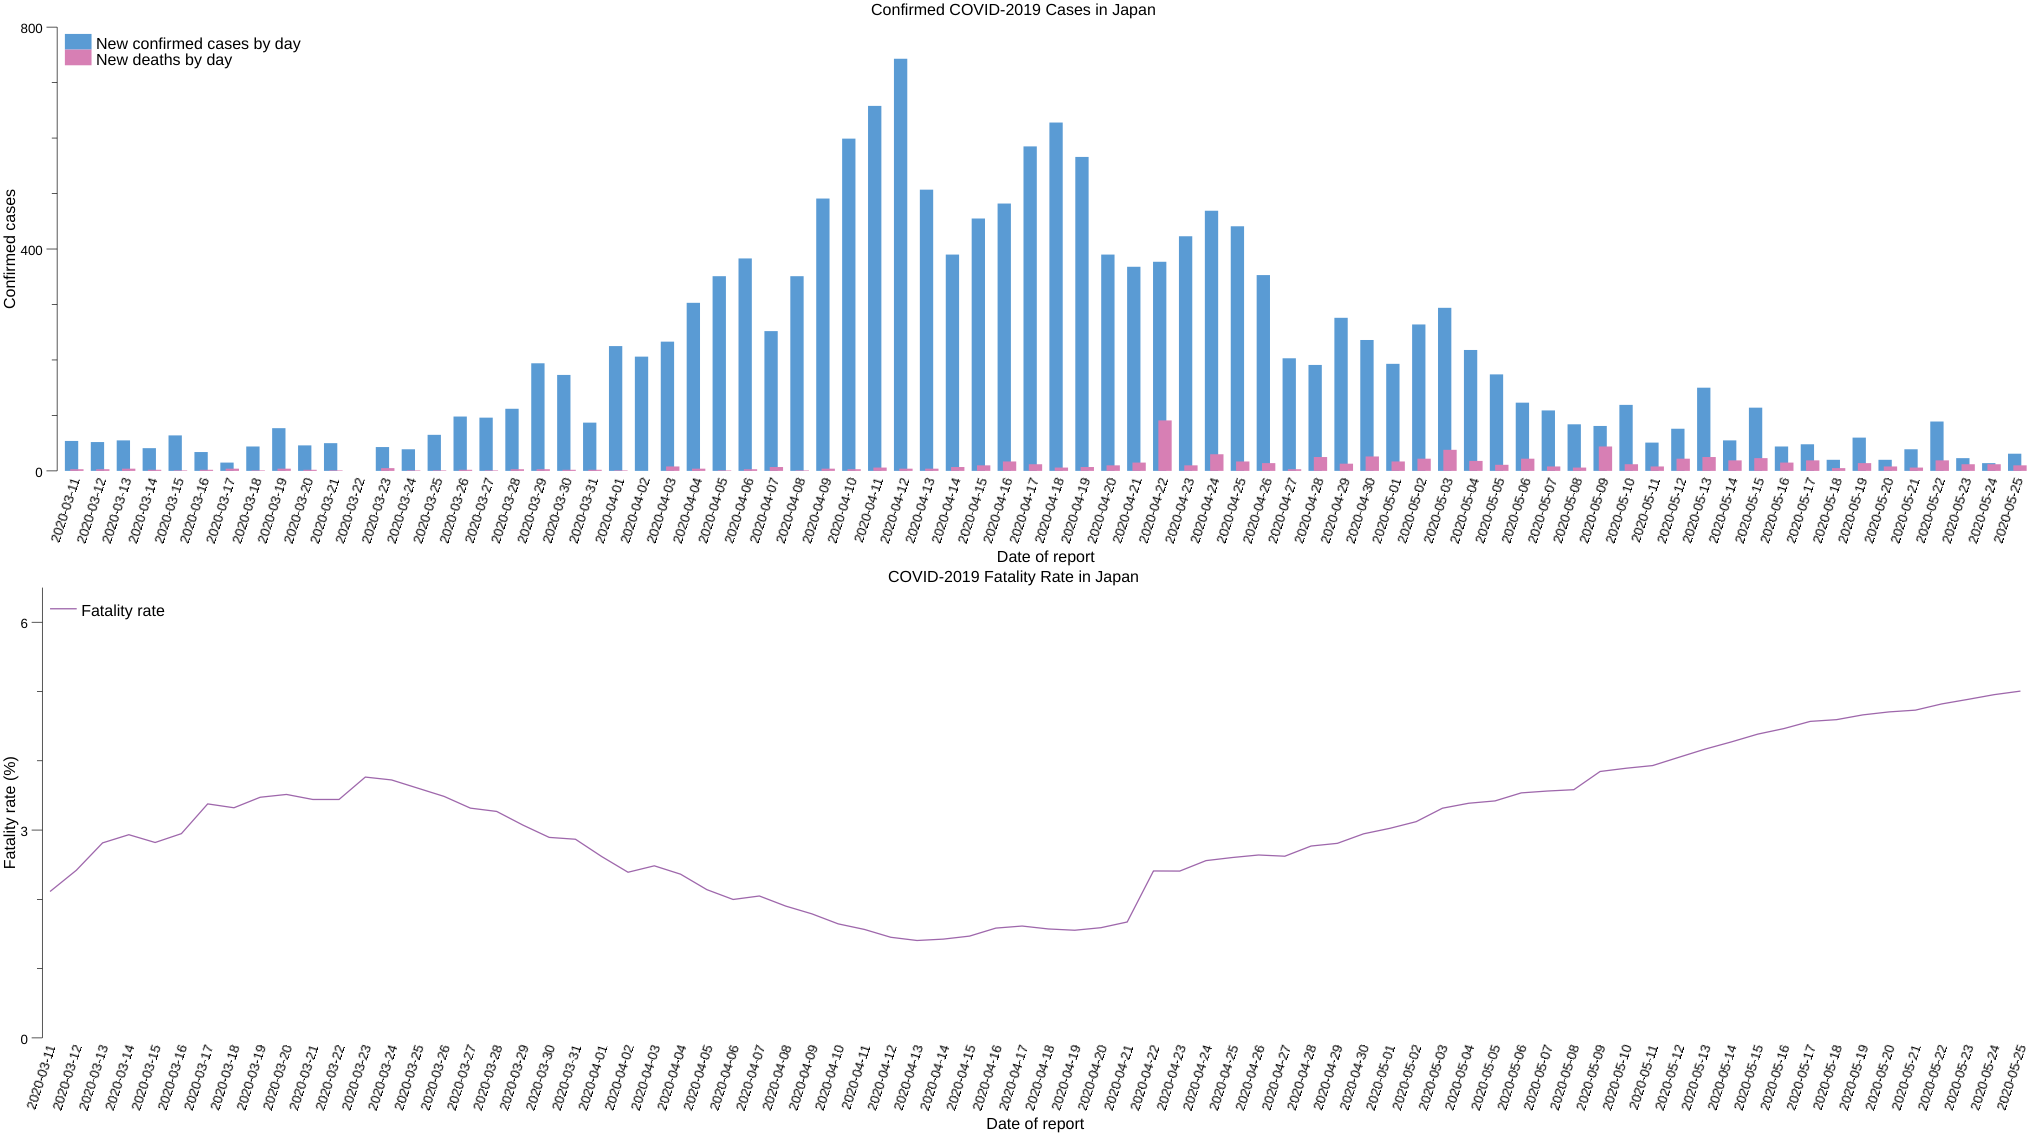 Confirmed COVID-2019 Cases in Japan
800
New confirmed cases by day
New deaths by day
Confirmed cases
400
0
2020-03-11 2020-03-12 2020-03-13 2020-03-14 2020-03-15 2020-03-16 2020-03-17 2020-03-18 2020-03-19 2020-03-20 2020-03-21 2020-03-22 2020-03-23 2020-03-24 2020-03-25 2020-03-26 2020-03-27 2020-03-28 2020-03-29 2020-03-30 2020-03-31 2020-04-01 2020-04-02 2020-04-03 2020-04-04 2020-04-05 2020-04-06 2020-04-07 2020-04-08 2020-04-09 2020-04-10 2020-04-11 2020-04-12 2020-04-13 2020-04-14 2020-04-15 2020-04-16 2020-04-17 2020-04-18 2020-04-19 2020-04-20 2020-04-21 2020-04-22 2020-04-23 2020-04-24 2020-04-25 2020-04-26 2020-04-27 2020-04-28 2020-04-29 2020-04-30 2020-05-01 2020-05-02 2020-05-03 2020-05-04 2020-05-05 2020-05-06 2020-05-07 2020-05-08 2020-05-09 2020-05-10 2020-05-11 2020-05-12 2020-05-13 2020-05-14 2020-05-15 2020-05-16 2020-05-17 2020-05-18 2020-05-19 2020-05-20 2020-05-21 2020-05-22 2020-05-23 2020-05-24 2020-05-25
Date of report
COVID-2019 Fatality Rate in Japan
Fatality rate
6
Fatality rate (%)
3
0
2020-03-11 2020-03-12 2020-03-13 2020-03-14 2020-03-15 2020-03-16 2020-03-17 2020-03-18 2020-03-19 2020-03-20 2020-03-21 2020-03-22 2020-03-23 2020-03-24 2020-03-25 2020-03-26 2020-03-27 2020-03-28 2020-03-29 2020-03-30 2020-03-31 2020-04-01 2020-04-02 2020-04-03 2020-04-04 2020-04-05 2020-04-06 2020-04-07 2020-04-08 2020-04-09 2020-04-10 2020-04-11 2020-04-12 2020-04-13 2020-04-14 2020-04-15 2020-04-16 2020-04-17 2020-04-18 2020-04-19 2020-04-20 2020-04-21 2020-04-22 2020-04-23 2020-04-24 2020-04-25 2020-04-26 2020-04-27 2020-04-28 2020-04-29 2020-04-30 2020-05-01 2020-05-02 2020-05-03 2020-05-04 2020-05-05 2020-05-06 2020-05-07 2020-05-08 2020-05-09 2020-05-10 2020-05-11 2020-05-12 2020-05-13 2020-05-14 2020-05-15 2020-05-16 2020-05-17 2020-05-18 2020-05-19 2020-05-20 2020-05-21 2020-05-22 2020-05-23 2020-05-24 2020-05-25
Date of report